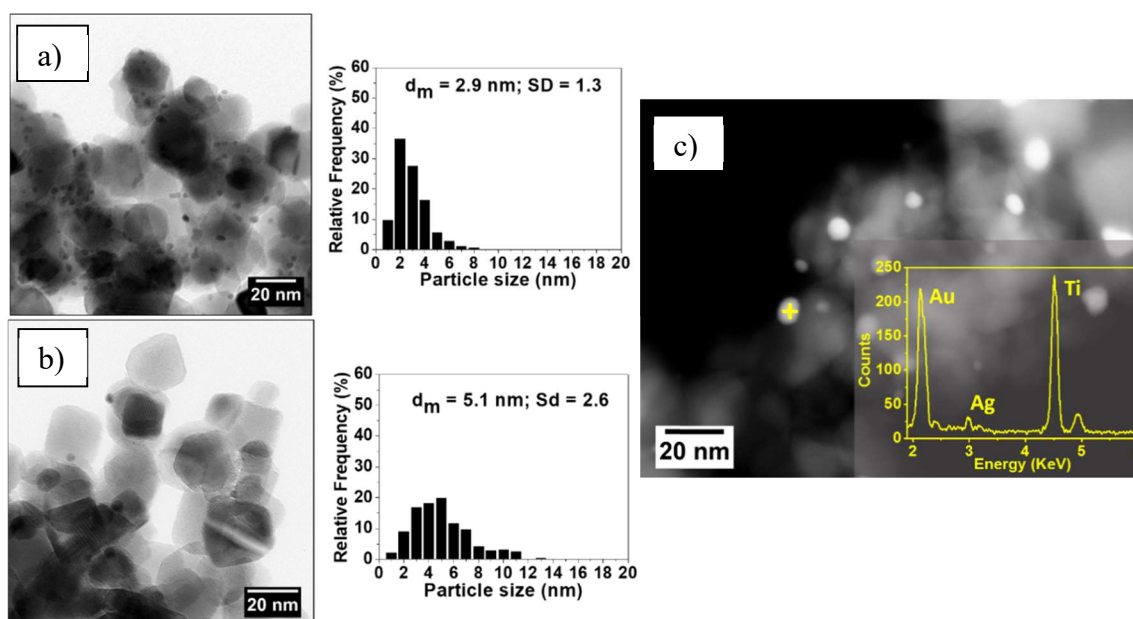 a)
20 nm
d_m = 2.9 nm; SD = 1.3
Relative Frequency (%)
60
50
40
30
20
10
0
0 2 4 6 8 10 12 14 16 18 20
Particle size (nm)
b)
20 nm
d_m = 5.1 nm; Sd = 2.6
Relative Frequency (%)
60
50
40
30
20
10
0
0 2 4 6 8 10 12 14 16 18 20
Particle size (nm)
c)
20 nm
250
200
150
100
50
0
Counts
Au
Ag
Ti
2 3 4 5
Energy (KeV)